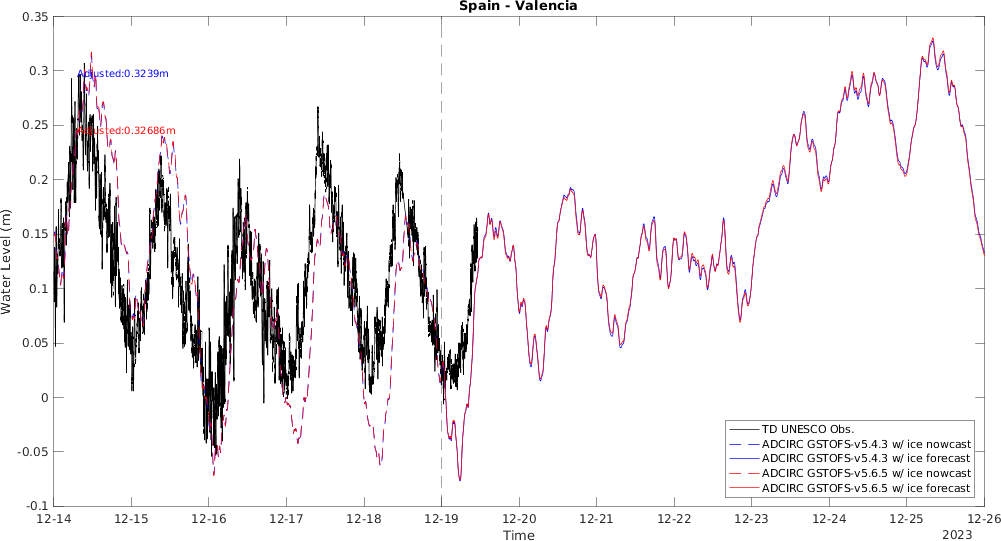 Spain - Valencia
0.35
0.3
0.25
0.2
0.15
0.1
0.05
0
-0.05
-0.1
Water Level (m)
Adjusted:0.3239m
Adjusted:0.32686m
TD UNESCO Obs.
ADCIRC GSTOFS-v5.4.3 w/ ice nowcast
ADCIRC GSTOFS-v5.4.3 w/ ice forecast
ADCIRC GSTOFS-v5.6.5 w/ ice nowcast
ADCIRC GSTOFS-v5.6.5 w/ ice forecast
12-14 12-15 12-16 12-17 12-18 12-19 12-20 12-21 12-22 12-23 12-24 12-25 12-26
Time
2023